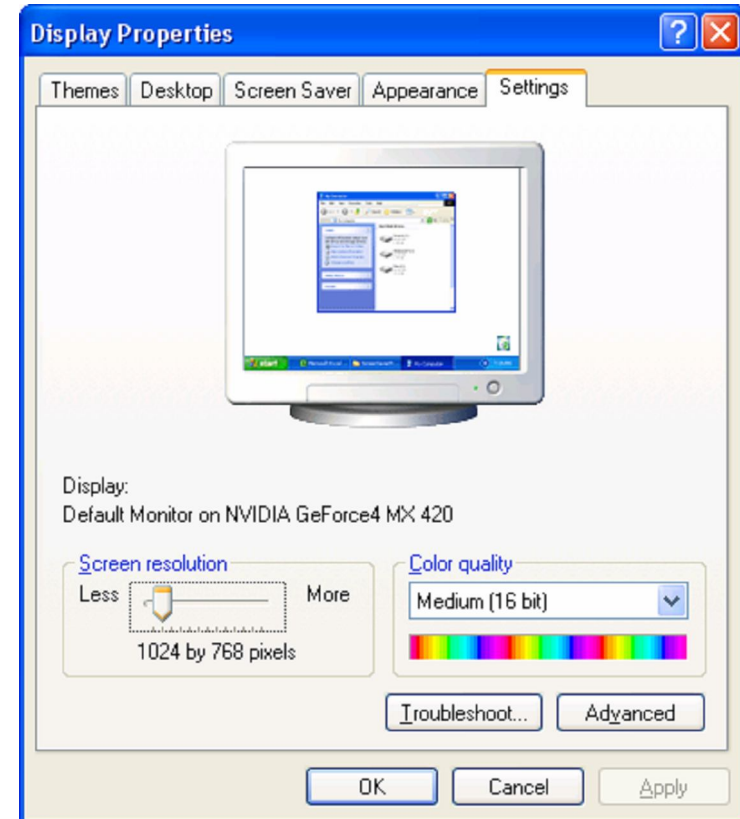 Display Properties
Themes Desktop Screen Saver Appearance Settings
start
Display:
Default Monitor on NVIDIA GeForce4 MX 420
Screen resolution
Less More
1024 by 768 pixels
Color quality
Medium (16 bit)
Troubleshoot... Advanced
OK Cancel Apply